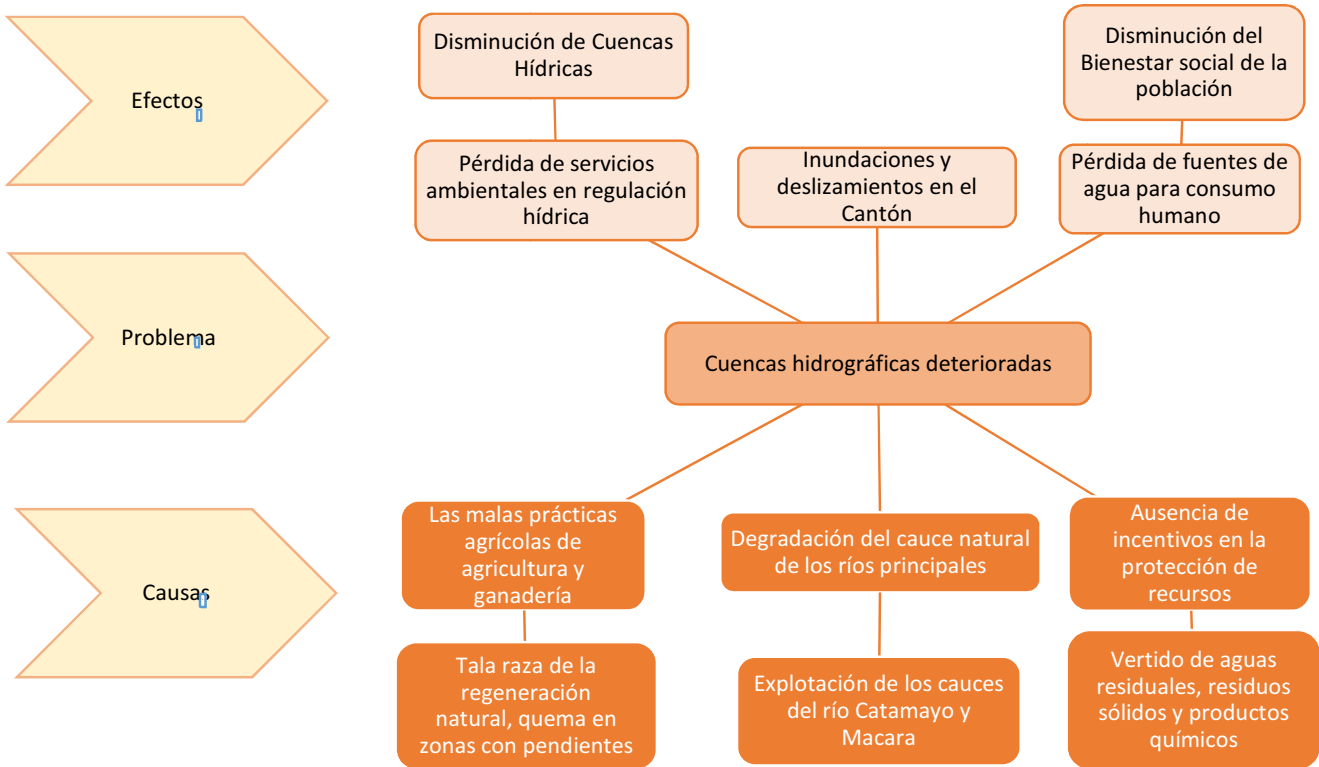 Efectos
Disminución de Cuencas
Hídricas
Disminución del
Bienestar social de la
población
Pérdida de servicios
ambientales en regulación
hídrica
Inundaciones y
deslizamientos en el
Cantón
Pérdida de fuentes de
agua para consumo
humano
Problema
Cuencas hidrográficas deterioradas
Causas
Las malas prácticas
agrícolas de
agricultura y
ganadería
Degradación del cauce natural
de los ríos principales
Ausencia de
incentivos en la
protección de
recursos
Tala raza de la
regeneración
natural, quema en
zonas con pendientes
Explotación de los cauces
del río Catamayo y
Macara
Vertido de aguas
residuales, residuos
sólidos y productos
químicos